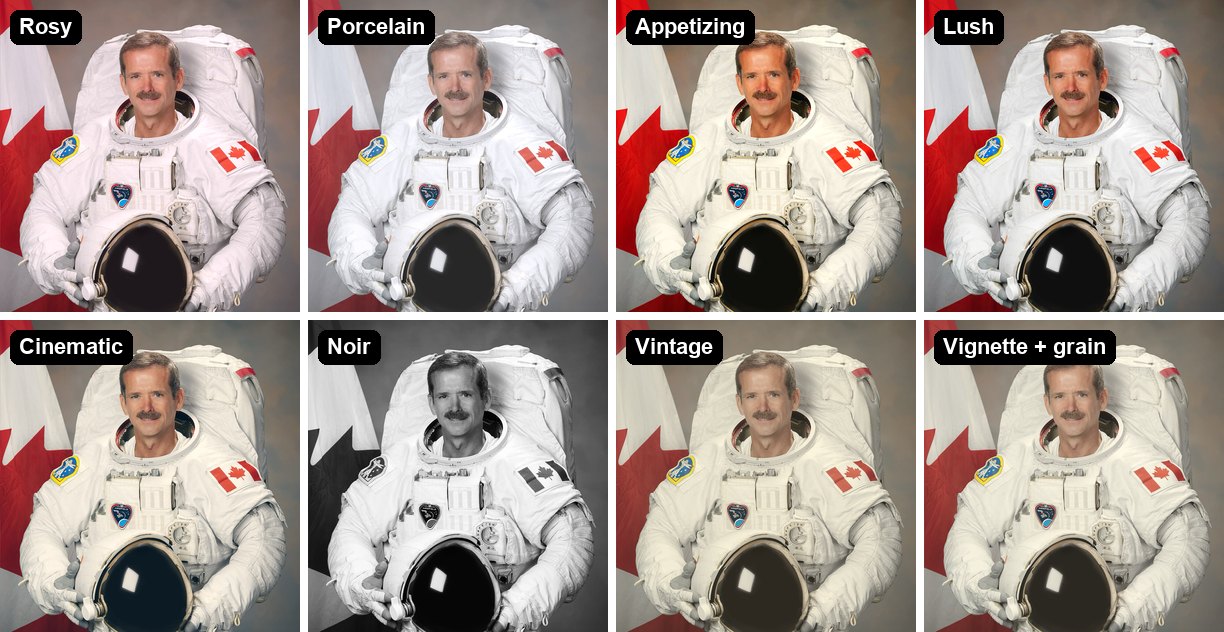 Rosy
Porcelain
Appetizing
Lush
Cinematic
Noir
Vintage
Vignette + grain